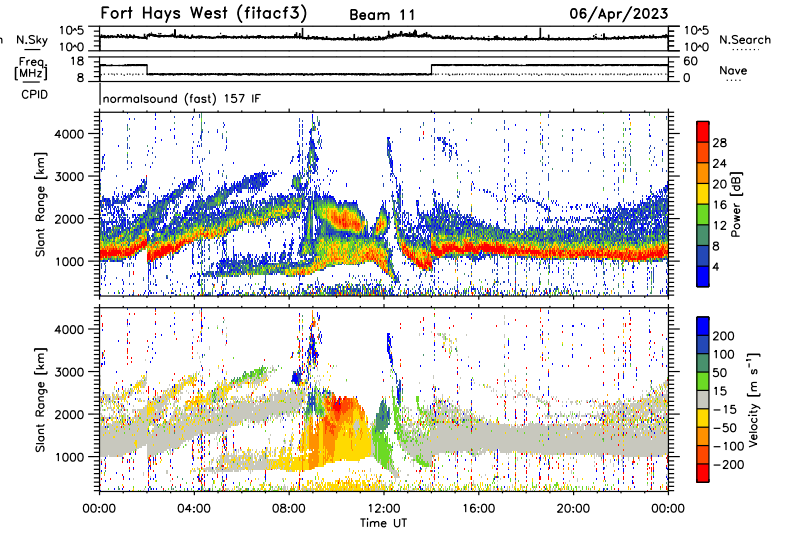 Fort Hays West (fitacf3) Beam 11 06/Apr/2023
N.Sky 10^5 10^0 10^5 10^0 N.Search
Freq. [MHz] 18 8 60 0 Nave
CPID normalsound (fast) 157 IF
Slant Range [km] 4000 3000 2000 1000
28 24 20 16 12 8 4 Power [dB]
Slant Range [km] 4000 3000 2000 1000
200 100 50 15 −15 −50 −100 −200 Velocity [m s⁻¹]
00:00 04:00 08:00 12:00 16:00 20:00 00:00
Time UT